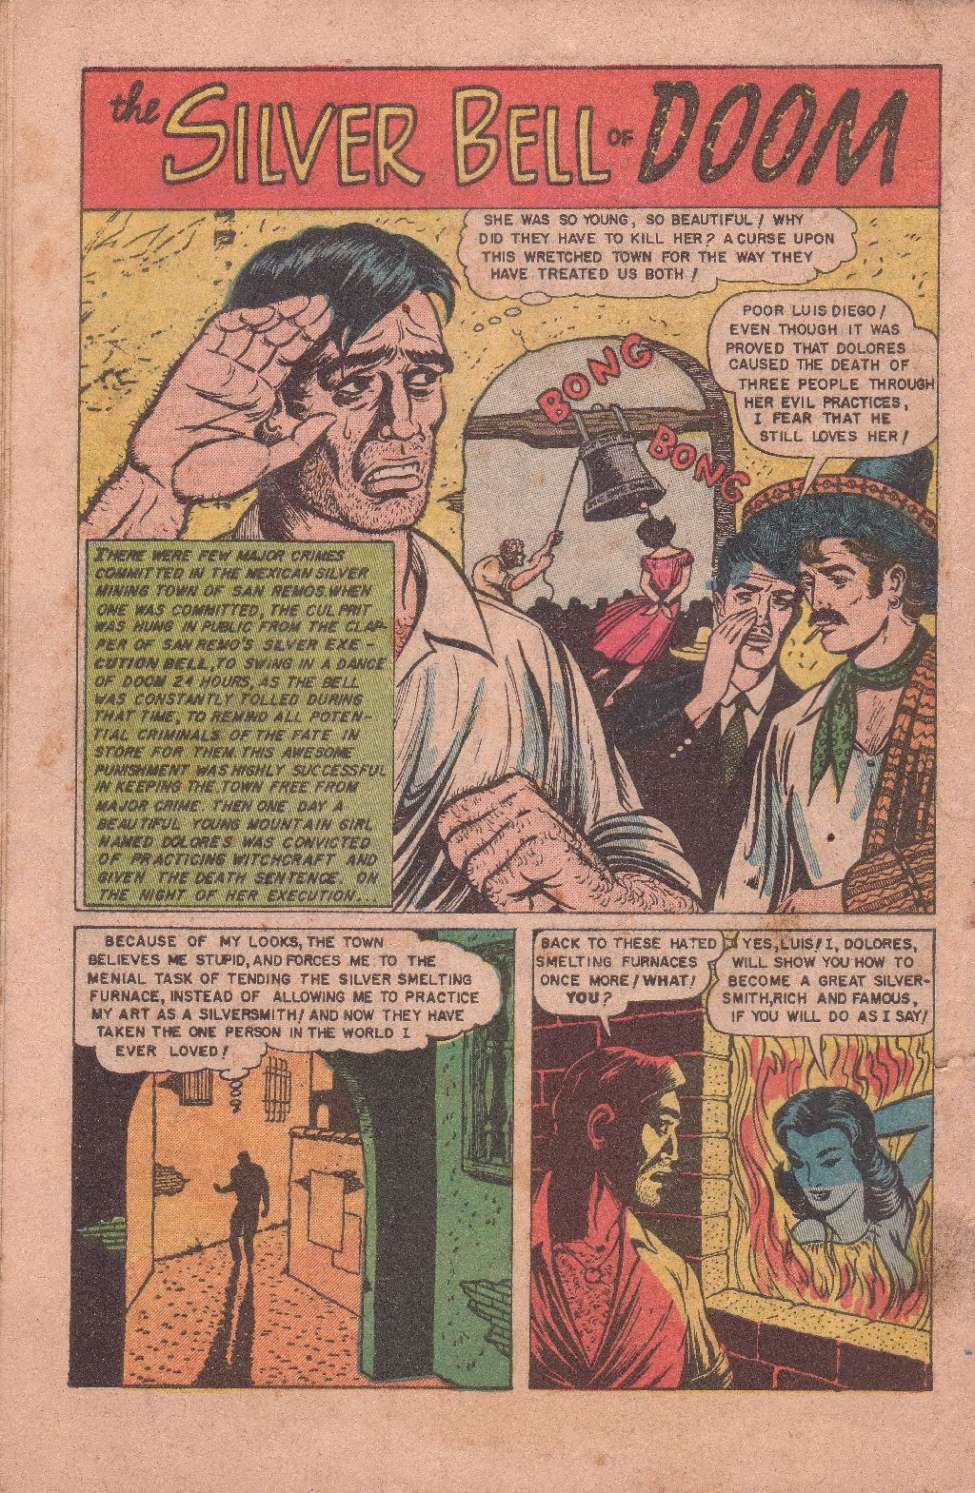 the SILVER BELL OF DOOM
SHE WAS SO YOUNG, SO BEAUTIFUL! WHY
DID THEY HAVE TO KILL HER? A CURSE UPON
THIS WRETCHED TOWN FOR THE WAY THEY
HAVE TREATED US BOTH!
POOR LUIS DIEGO!
EVEN THOUGH IT WAS
PROVED THAT DOLORES
CAUSED THE DEATH OF
THREE PEOPLE THROUGH
HER EVIL PRACTICES,
I FEAR THAT HE
STILL LOVES HER!
BONG
BONG
THERE WERE FEW MAJOR CRIMES
COMMITTED IN THE MEXICAN SILVER
MINING TOWN OF SAN REMOS. WHEN
ONE WAS COMMITTED, THE CULPRIT
WAS HUNG IN PUBLIC FROM THE CLAP-
PER OF SAN REMO'S SILVER EXE-
CUTION BELL, TO SWING IN A DANCE
OF DOOM 24 HOURS, AS THE BELL
WAS CONSTANTLY TOLLED DURING
THAT TIME, TO REMIND ALL POTEN-
TIAL CRIMINALS OF THE FATE IN
STORE FOR THEM. THIS AWESOME
PUNISHMENT WAS HIGHLY SUCCESSFUL
IN KEEPING THE TOWN FREE FROM
MAJOR CRIME. THEN ONE DAY A
BEAUTIFUL YOUNG MOUNTAIN GIRL
NAMED DOLORES WAS CONVICTED
OF PRACTICING WITCHCRAFT AND
GIVEN THE DEATH SENTENCE. ON
THE NIGHT OF HER EXECUTION...
BECAUSE OF MY LOOKS, THE TOWN
BELIEVES ME STUPID, AND FORCES ME TO THE
MENIAL TASK OF TENDING THE SILVER SMELTING
FURNACE, INSTEAD OF ALLOWING ME TO PRACTICE
MY ART AS A SILVERSMITH! AND NOW THEY HAVE
TAKEN THE ONE PERSON IN THE WORLD I
EVER LOVED!
BACK TO THESE HATED
SMELTING FURNACES
ONCE MORE! WHAT!
YOU?
YES, LUIS! I, DOLORES,
WILL SHOW YOU HOW TO
BECOME A GREAT SILVER-
SMITH, RICH AND FAMOUS,
IF YOU WILL DO AS I SAY!